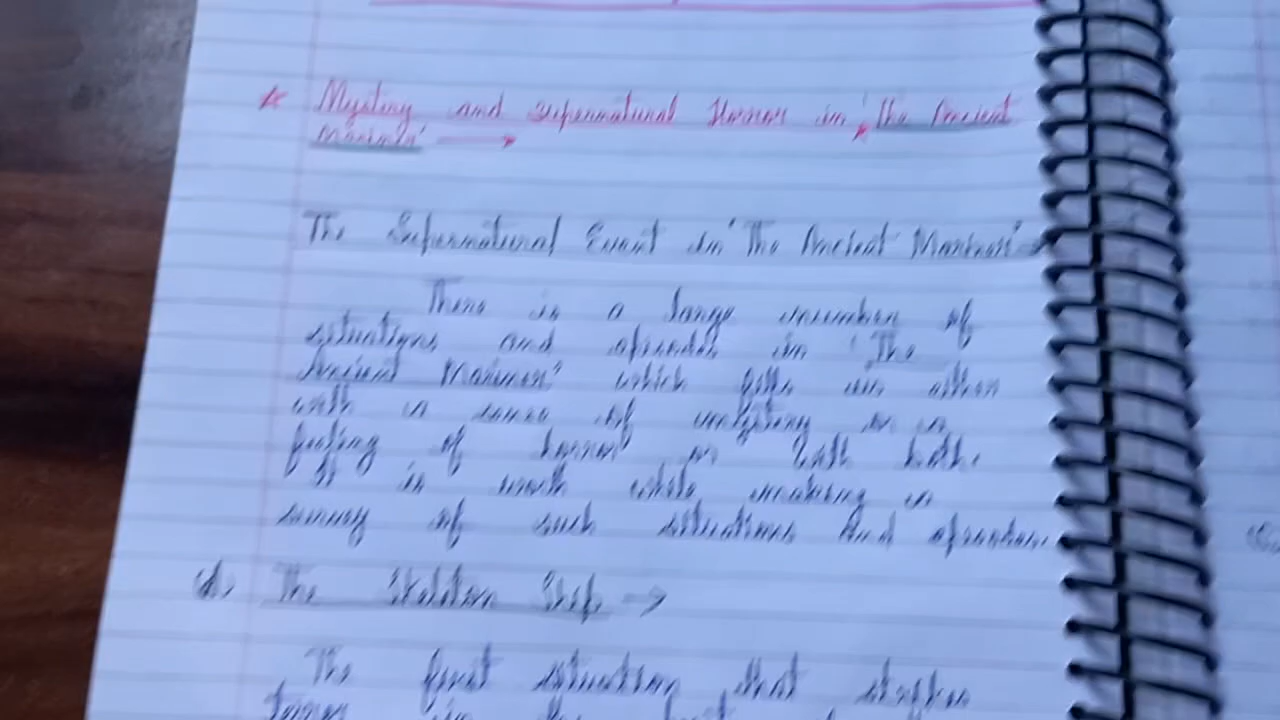 * Mystery and supernatural Horror in 'The Ancient
Mariner' →
The Supernatural Event in 'The Ancient Mariner' →
There is a large number of
situations and episodes in 'The
Ancient Mariner' which fills us either
with a sense of mystery or a
feeling of horror or with both.
It is worth while making a
survey of such situations and episodes.
The Skeleton Ship →
The first situation that strikes
terror in the